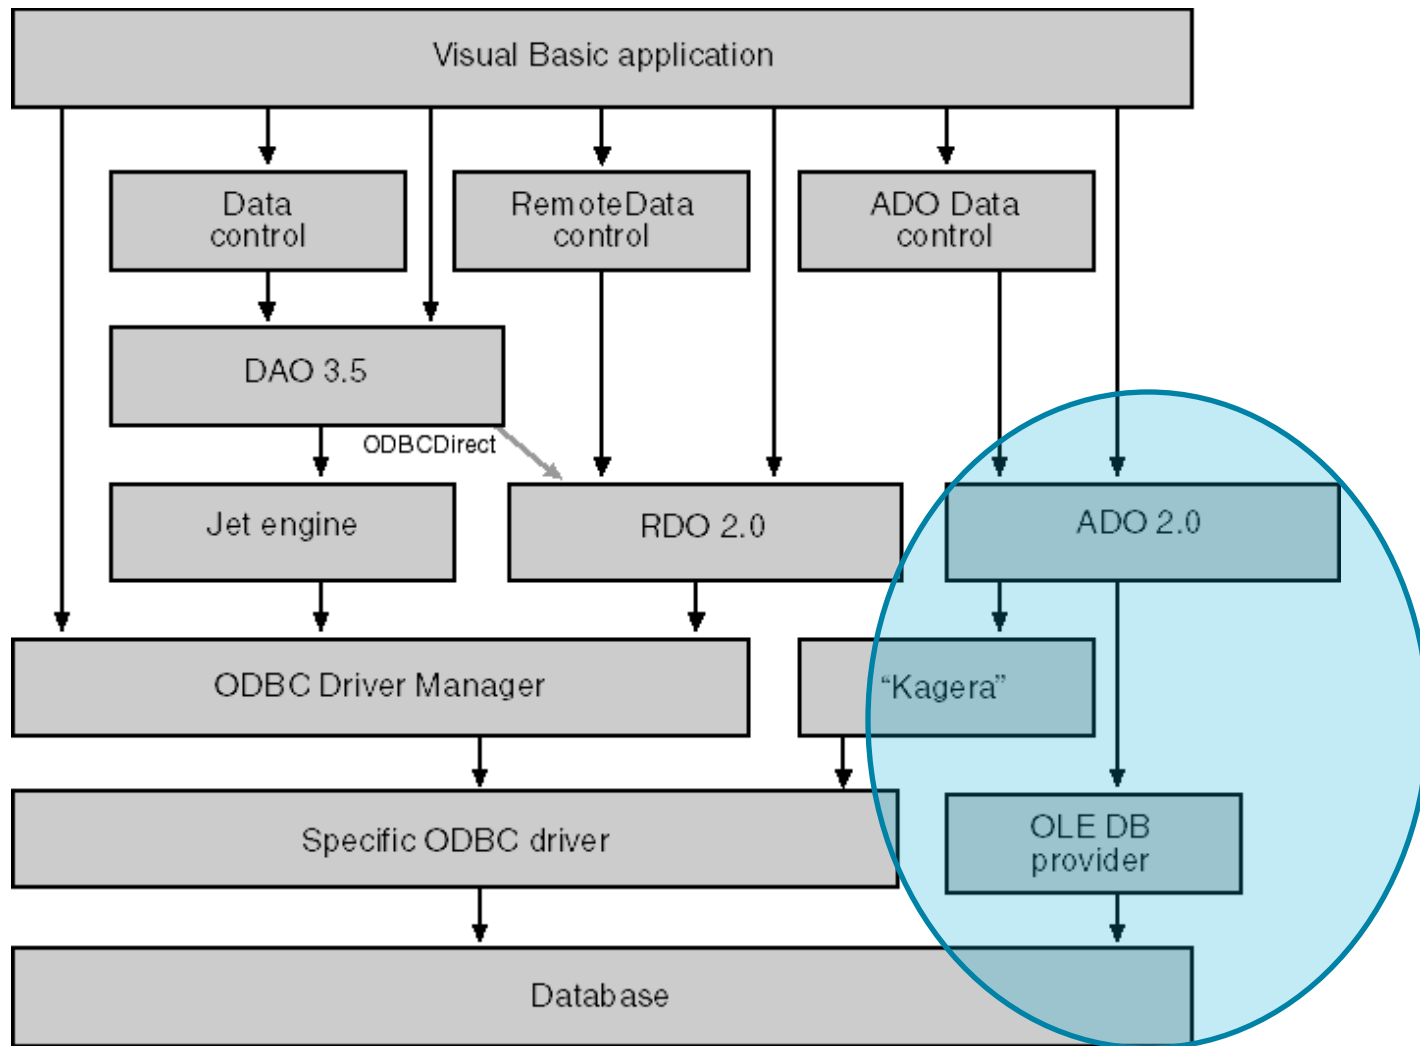 Visual Basic application
Data
control
RemoteData
control
ADO Data
control
DAO 3.5
ODBCDirect
Jet engine
RDO 2.0
ADO 2.0
ODBC Driver Manager
“Kagera”
Specific ODBC driver
OLE DB
provider
Database